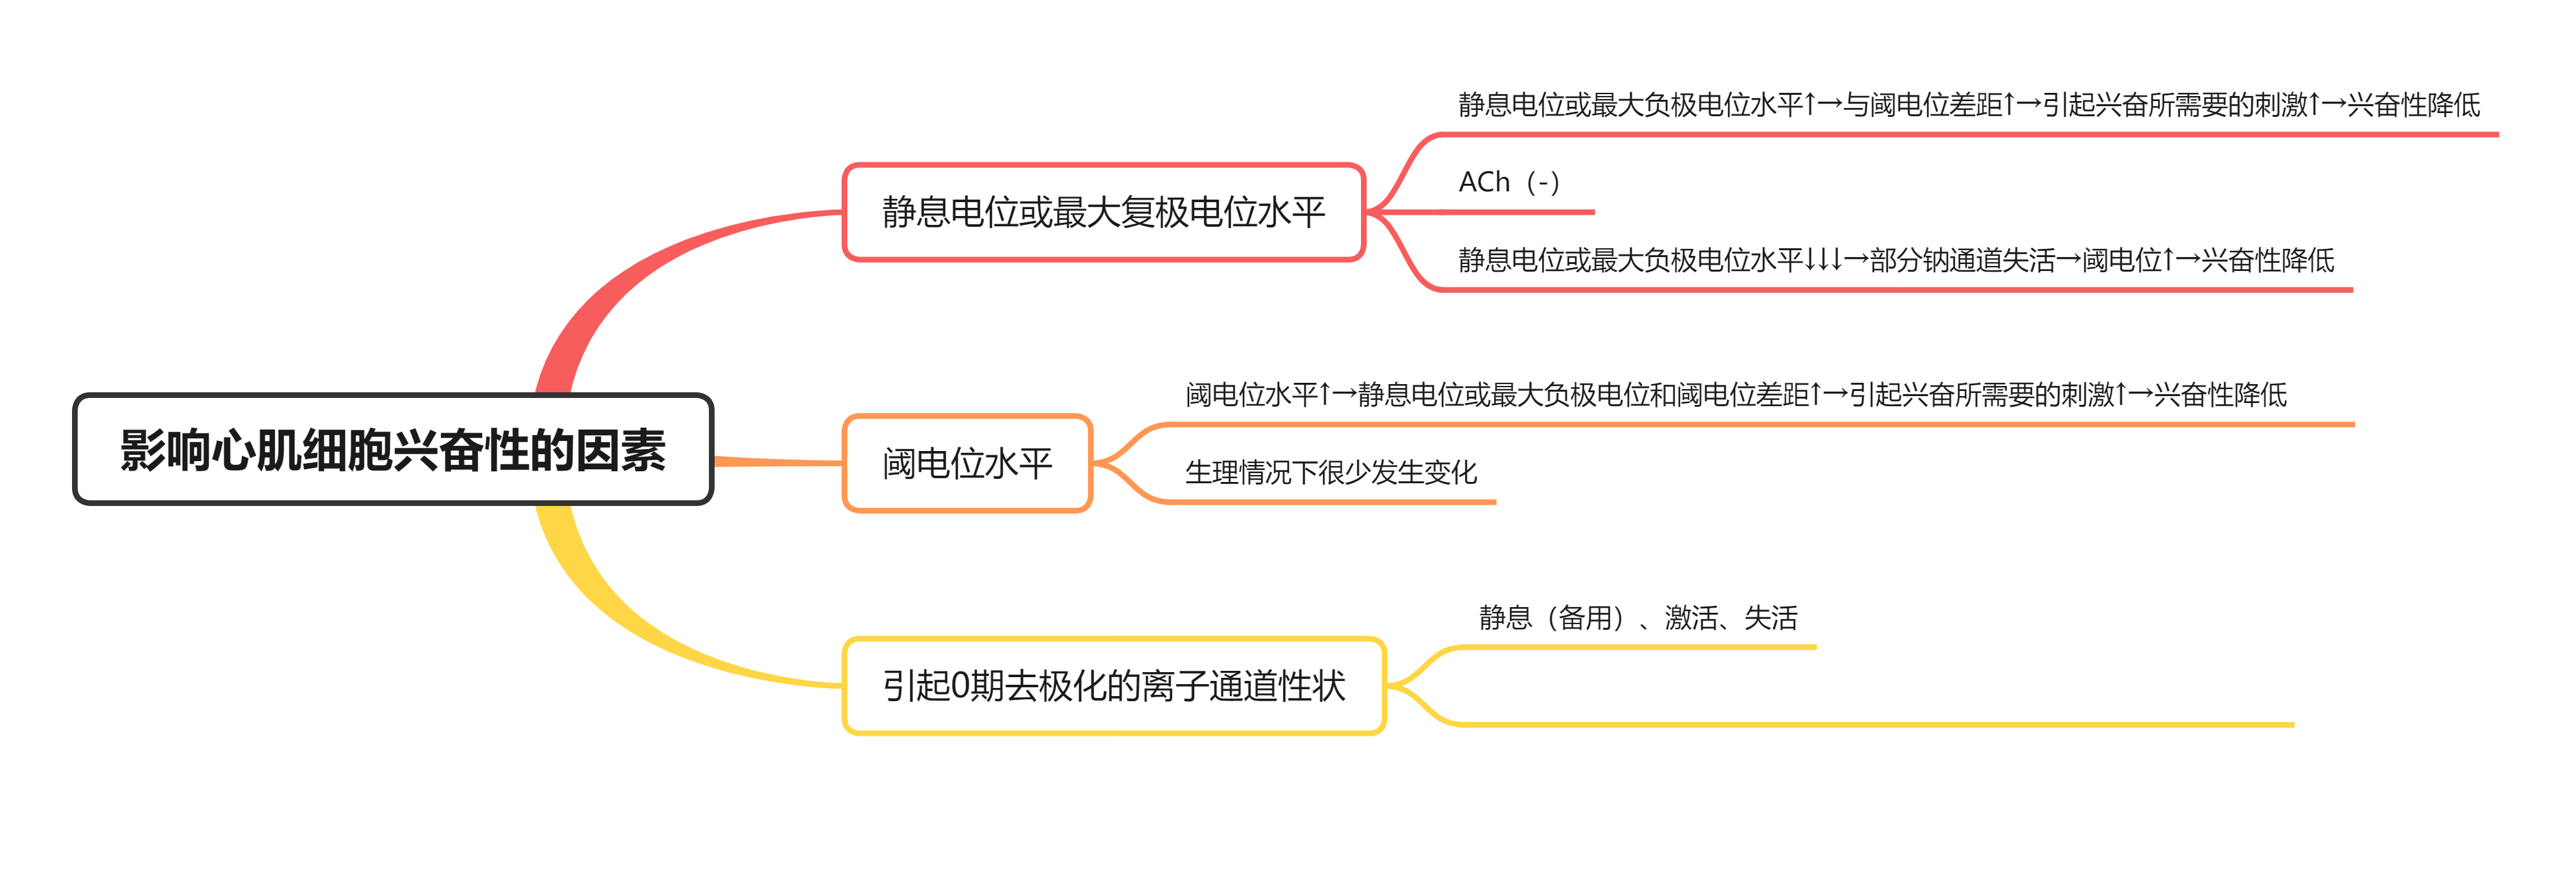 影响心肌细胞兴奋性的因素
静息电位或最大复极电位水平
静息电位或最大负极电位水平↑→与阈电位差距↑→引起兴奋所需要的刺激↑→兴奋性降低
ACh（-）
静息电位或最大负极电位水平↓↓↓→部分钠通道失活→阈电位↑→兴奋性降低
阈电位水平
阈电位水平↑→静息电位或最大负极电位和阈电位差距↑→引起兴奋所需要的刺激↑→兴奋性降低
生理情况下很少发生变化
引起0期去极化的离子通道性状
静息（备用）、激活、失活